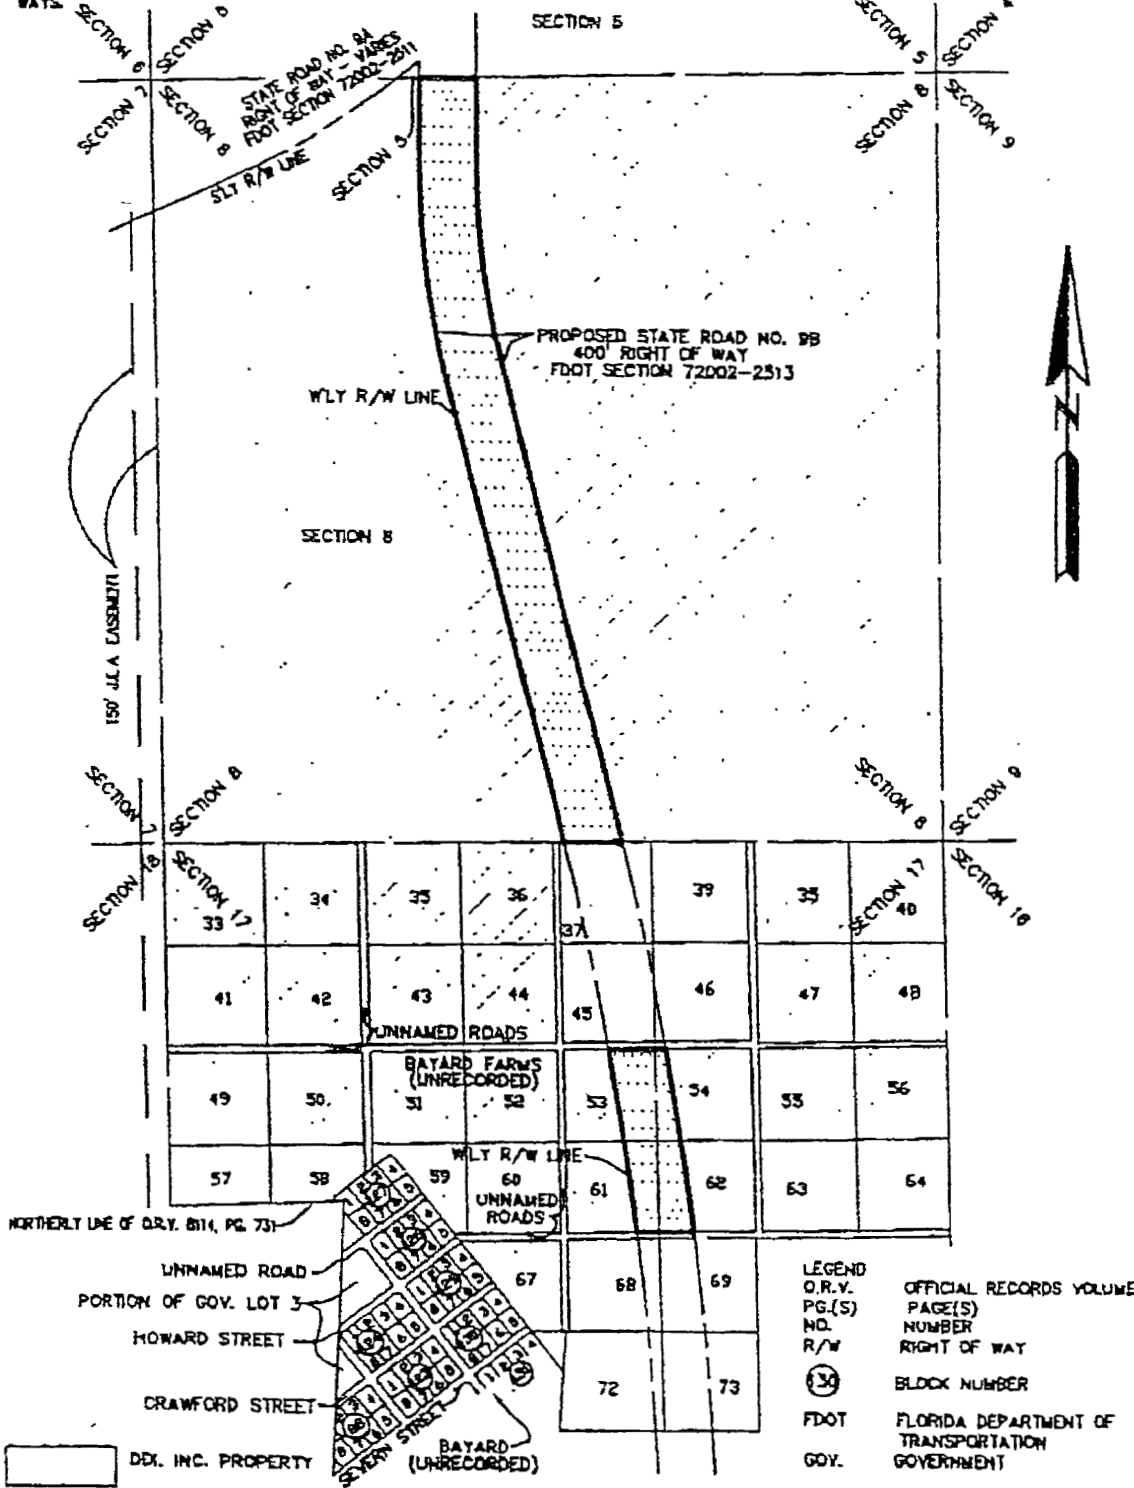 WAYS.
SECTION 5
SECTION 6
SECTION 5
SECTION 4
SECTION 6
SECTION 5
SECTION 7
SECTION 8
SECTION 8
SECTION 9
STATE ROAD NO. 9A
RIGHT OF WAY - VARIES
FDOT SECTION 72002-2511
SLY R/W LINE
PROPOSED STATE ROAD NO. 9B
400' RIGHT OF WAY
FDOT SECTION 72002-2513
WLY R/W LINE
N
SECTION 8
150' J.E.A EASEMENT
SECTION 7
SECTION 8
SECTION 8
SECTION 9
SECTION 18
SECTION 17
SECTION 17
SECTION 16
33
34
35
36
37
39
35
40
41
42
43
44
45
46
47
48
UNNAMED ROADS
BAYARD FARMS
(UNRECORDED)
49
50
51
52
53
54
55
56
WLY R/W LINE
57
58
59
60
61
62
63
64
UNNAMED
ROADS
NORTHERLY LINE OF O.R.V. 8114, PG. 731
UNNAMED ROAD
PORTION OF GOV. LOT 3
HOWARD STREET
CRAWFORD STREET
67
68
69
72
73
SEVERN STREET
BAYARD
(UNRECORDED)
DDI. INC. PROPERTY
LEGEND
O.R.V. OFFICIAL RECORDS VOLUME
PG.(S) PAGE(S)
NO. NUMBER
R/W RIGHT OF WAY
130 BLOCK NUMBER
FDOT FLORIDA DEPARTMENT OF
TRANSPORTATION
GOV. GOVERNMENT